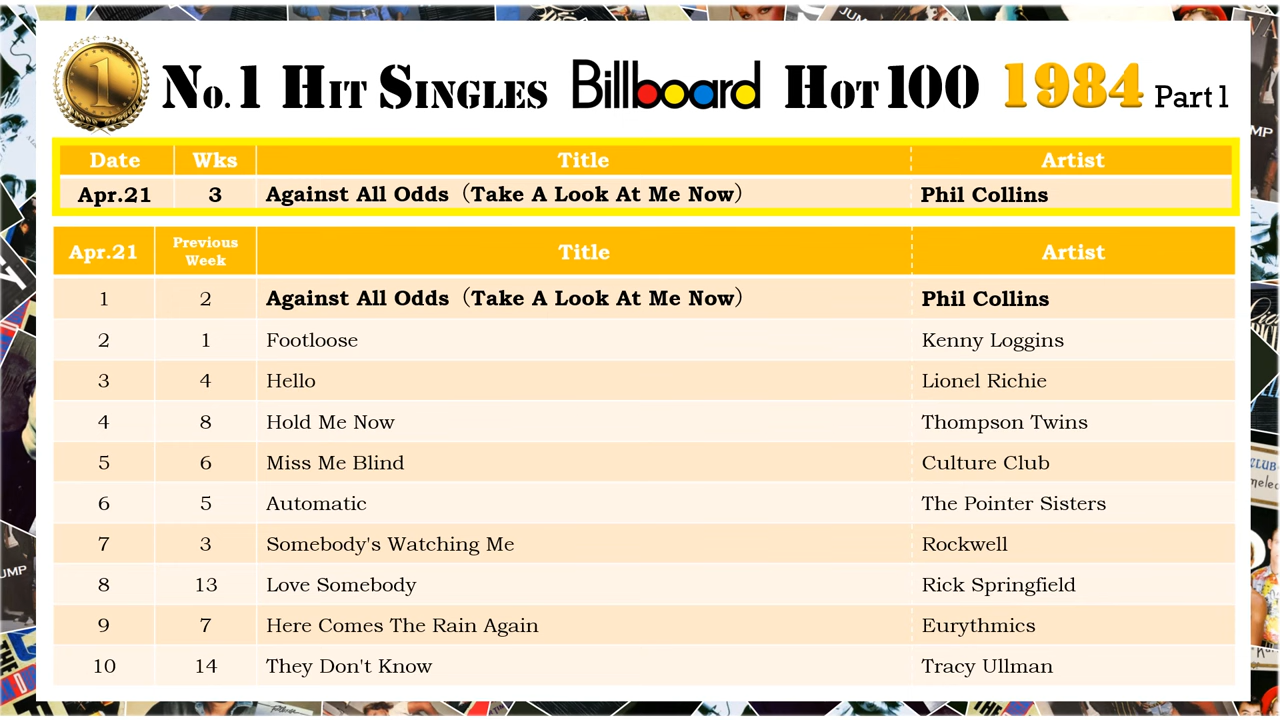 1 No.1 Hit Singles Billboard Hot 100 1984 Part 1
Date Wks Title Artist
Apr.21 3 Against All Odds（Take A Look At Me Now） Phil Collins
Apr.21 Previous Week Title Artist
1 2 Against All Odds（Take A Look At Me Now） Phil Collins
2 1 Footloose Kenny Loggins
3 4 Hello Lionel Richie
4 8 Hold Me Now Thompson Twins
5 6 Miss Me Blind Culture Club
6 5 Automatic The Pointer Sisters
7 3 Somebody's Watching Me Rockwell
8 13 Love Somebody Rick Springfield
9 7 Here Comes The Rain Again Eurythmics
10 14 They Don't Know Tracy Ullman